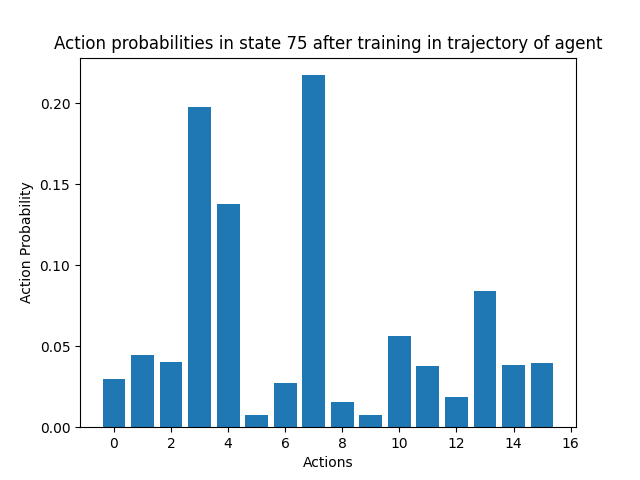 Action probabilities in state 75 after training in trajectory of agent
0.20
0.15
0.10
0.05
0.00
Action Probability
0 2 4 6 8 10 12 14 16
Actions